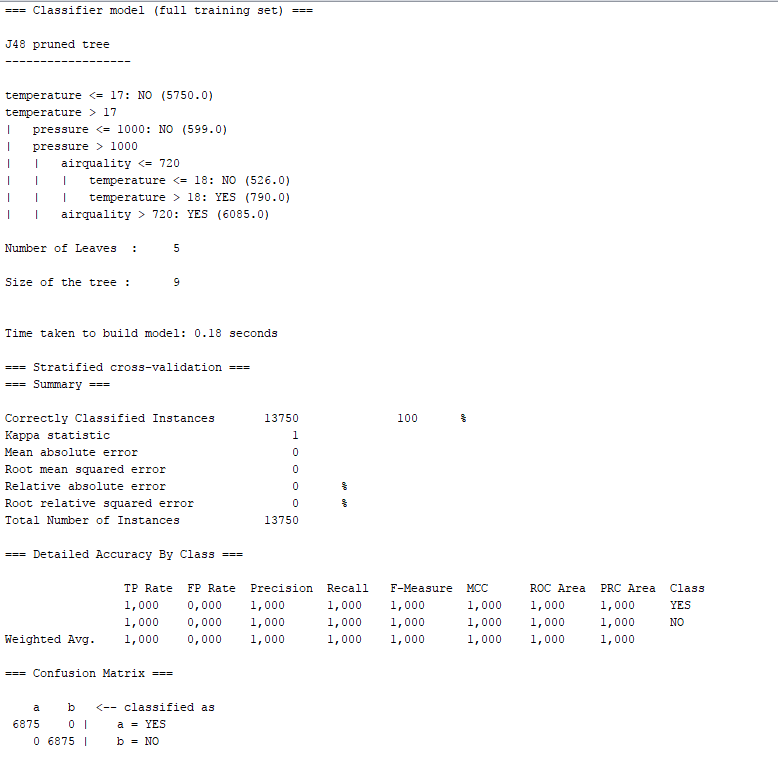 === Classifier model (full training set) ===
J48 pruned tree
------------------
temperature <= 17: NO (5750.0)
temperature > 17
|   pressure <= 1000: NO (599.0)
|   pressure > 1000
|   |   airquality <= 720
|   |   |   temperature <= 18: NO (526.0)
|   |   |   temperature > 18: YES (790.0)
|   |   airquality > 720: YES (6085.0)
Number of Leaves  :     5
Size of the tree :      9
Time taken to build model: 0.18 seconds
=== Stratified cross-validation ===
=== Summary ===
Correctly Classified Instances       13750              100      %
Kappa statistic                          1
Mean absolute error                      0
Root mean squared error                  0
Relative absolute error                  0      %
Root relative squared error              0      %
Total Number of Instances            13750
=== Detailed Accuracy By Class ===
                 TP Rate  FP Rate  Precision  Recall   F-Measure  MCC      ROC Area  PRC Area  Class
                 1,000    0,000    1,000      1,000    1,000      1,000    1,000     1,000     YES
                 1,000    0,000    1,000      1,000    1,000      1,000    1,000     1,000     NO
Weighted Avg.    1,000    0,000    1,000      1,000    1,000      1,000    1,000     1,000
=== Confusion Matrix ===
    a    b   <-- classified as
 6875    0 |    a = YES
    0 6875 |    b = NO